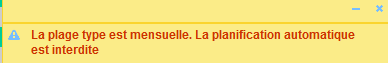 La plage type est mensuelle. La planification automatique
est interdite